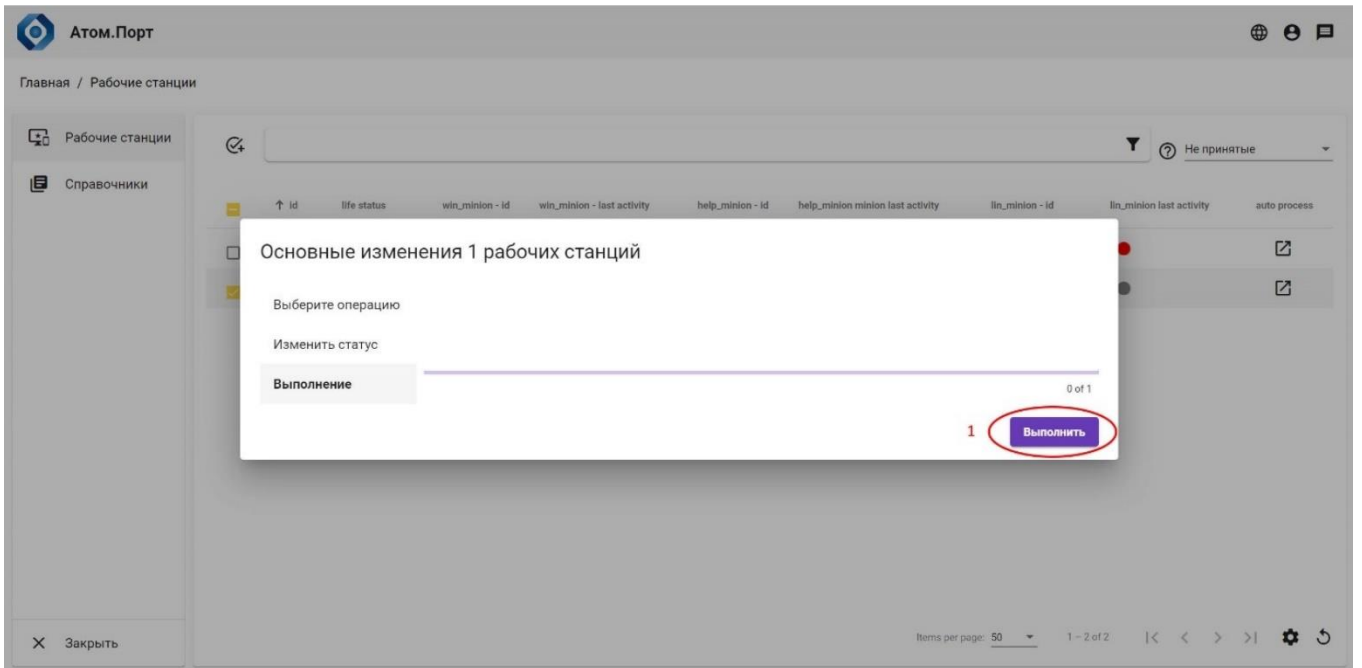 Атом.Порт
Главная / Рабочие станции
Рабочие станции
Справочники
Не принятые
id life status win_minion - id win_minion - last activity help_minion - id help_minion minion last activity lin_minion - id lin_minion last activity auto process
Основные изменения 1 рабочих станций
Выберите операцию
Изменить статус
Выполнение
0 of 1
1 Выполнить
Закрыть
Items per page: 50 1 – 2 of 2